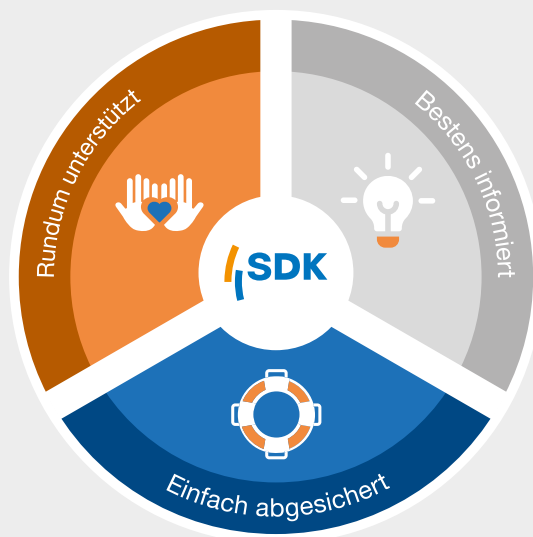 Rundum unterstützt
Bestens informiert
SDK
Einfach abgesichert